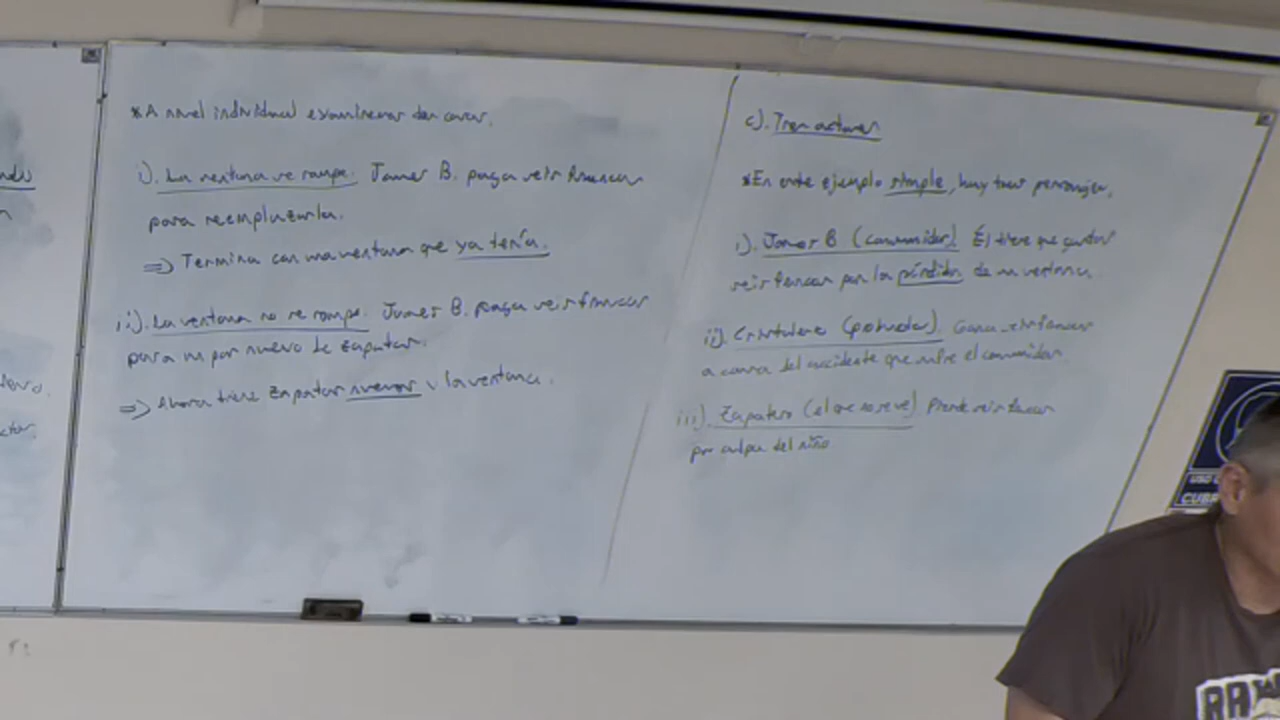 *A nivel individual examinemos dos casos.
i). La ventana se rompe. James B. paga seis francos
para reemplazarla.
=> Termina con una ventana que ya tenía.
ii). La ventana no se rompe. James B. paga seis francos
para un par nuevo de zapatos.
=> Ahora tiene zapatos nuevos y la ventana.
c). Tres actores
*En este ejemplo simple, hay tres personajes.
i). James B (consumidor). Él tiene que gastar
seis francos por la pérdida de su ventana.
ii). Cristalero (productor). Gana seis francos
a causa del accidente que sufre el consumidor.
iii). Zapatero (el que no se ve) Pierde seis francos
por culpa del niño
USO
CUBR
RA